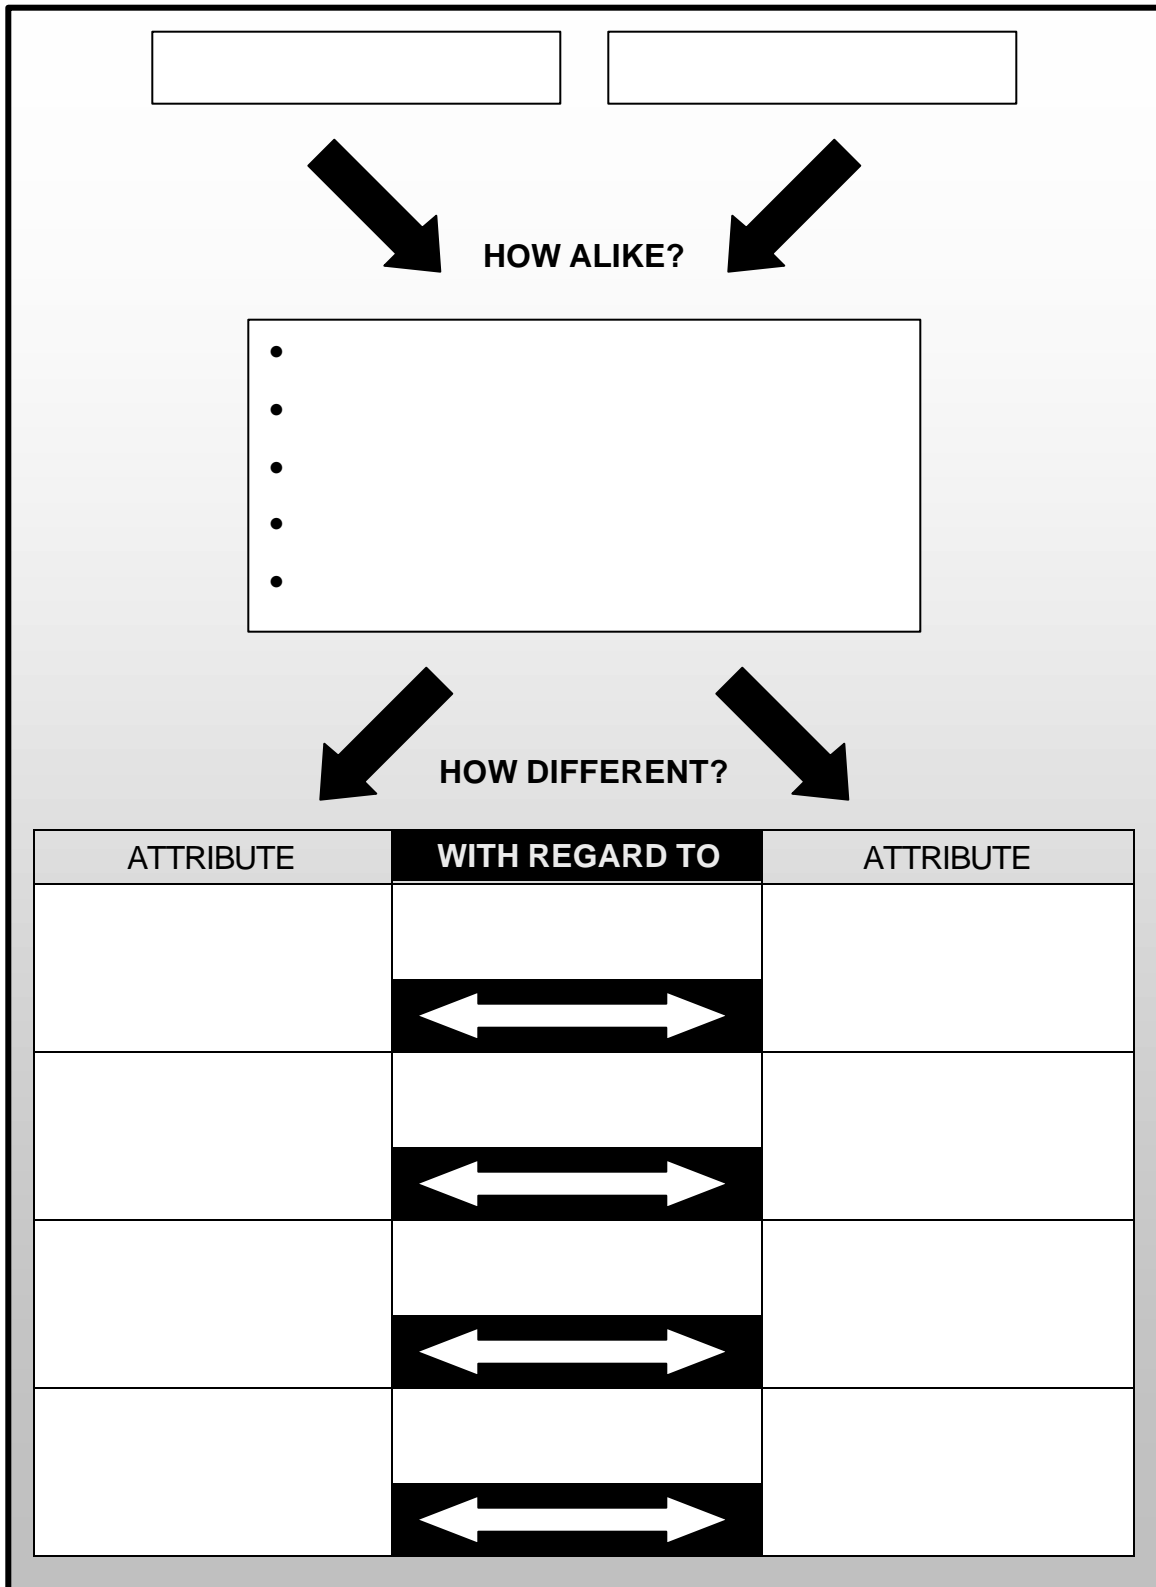 HOW ALIKE?
•
•
•
•
•
HOW DIFFERENT?
ATTRIBUTE WITH REGARD TO ATTRIBUTE